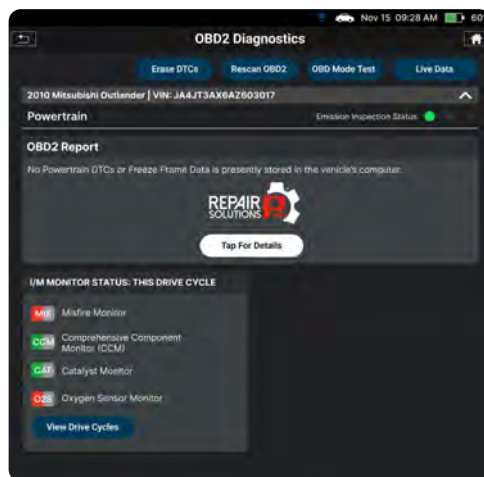 Nov 15 09:28 AM 60%
OBD2 Diagnostics
Erase DTCs Rescan OBD2 OBD Mode Test Live Data
2010 Mitsubishi Outlander | VIN: JA4JT3AX6AZ603017
Powertrain Emission Inspection Status:
OBD2 Report
No Powertrain DTCs or Freeze Frame Data is presently stored in the vehicle's computer.
REPAIR
SOLUTIONS
Tap For Details
I/M MONITOR STATUS: THIS DRIVE CYCLE
MIS Misfire Monitor
CCM Comprehensive Component
Monitor (CCM)
CAT Catalyst Monitor
O2S Oxygen Sensor Monitor
View Drive Cycles